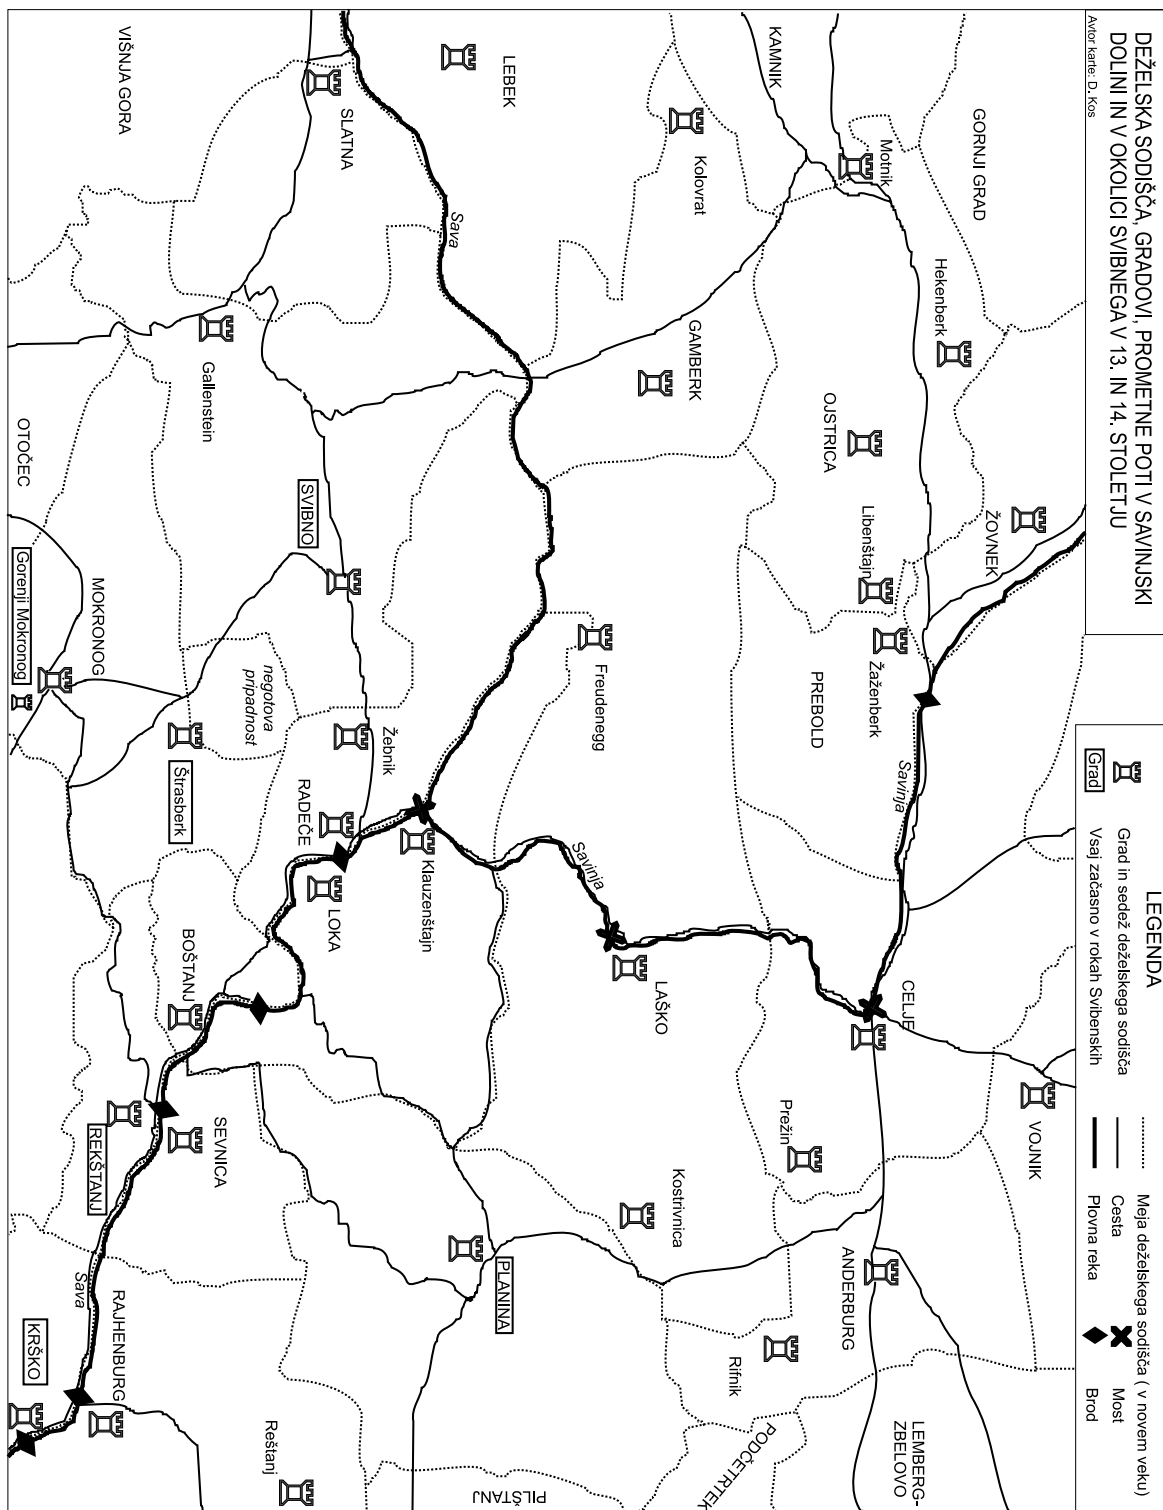 DEŽELSKA SODIŠČA, GRADOVI, PROMETNE POTI V SAVINJSKI
DOLINI IN V OKOLICI SVIBNEGA V 13. IN 14. STOLETJU
Avtor karte: D. Kos
LEGENDA
Grad in sedež deželskega sodišča
Grad
Vsaj začasno v rokah Svibenskih
Meja deželskega sodišča ( v novem veku)
Cesta
Plovna reka
Most
Brod
GORNJI GRAD
KAMNIK
Motnik
Hekenberk
ŽOVNEK
LEBEK
Kolovrat
GAMBERK
OJSTRICA
Libenštajn
Žaženberk
PREBOLD
Savinja
CELJE
VOJNIK
VIŠNJA GORA
SLATNA
Sava
Gallenstein
SVIBNO
Freudenegg
Savinja
LAŠKO
Prežin
ANDERBURG
LEMBERG-
ZBELOVO
OTOČEC
MOKRONOG
Gorenji Mokronog
negotova
pripadnost
Štrasberk
Žebnik
RADEČE
Klauzenštajn
LOKA
BOŠTANJ
SEVNICA
REKŠTANJ
Kostrivnica
PLANINA
Rifnik
PODČETRTEK
PILŠTANJ
Reštanj
Sava
RAJHENBURG
KRŠKO